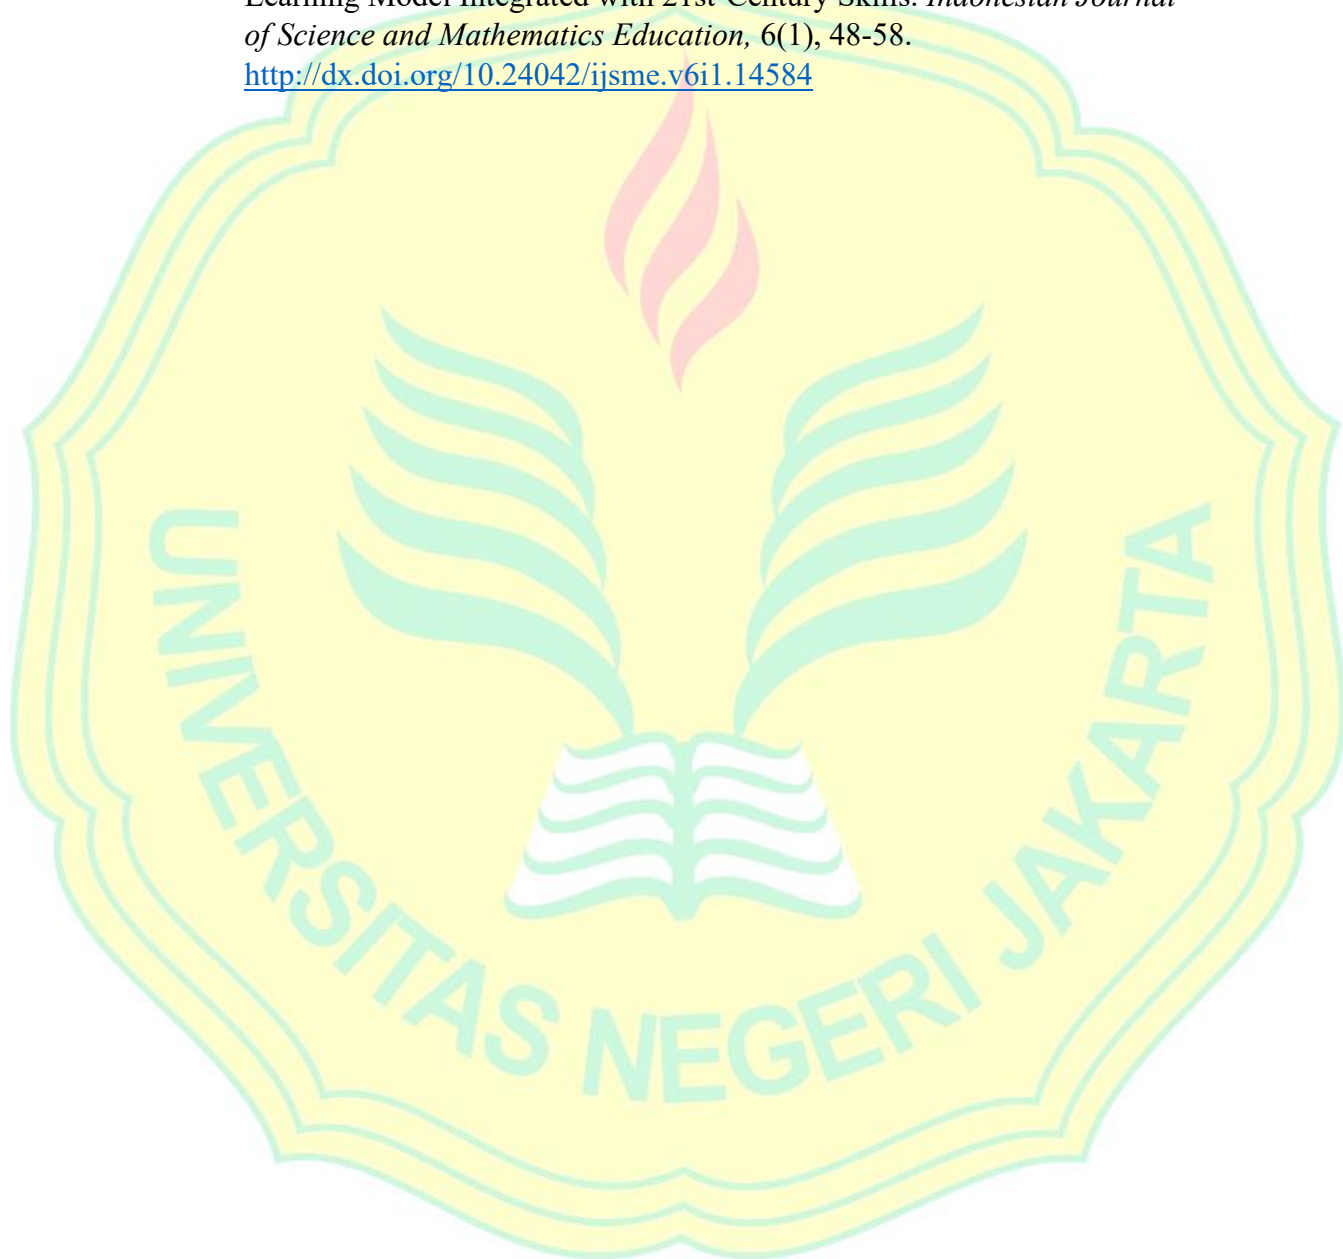 Learning Model Integrated with 21st-Century Skills. Indonesian Journal
of Science and Mathematics Education, 6(1), 48-58.
http://dx.doi.org/10.24042/ijsme.v6i1.14584
UNIVERSITAS NEGERI JAKARTA